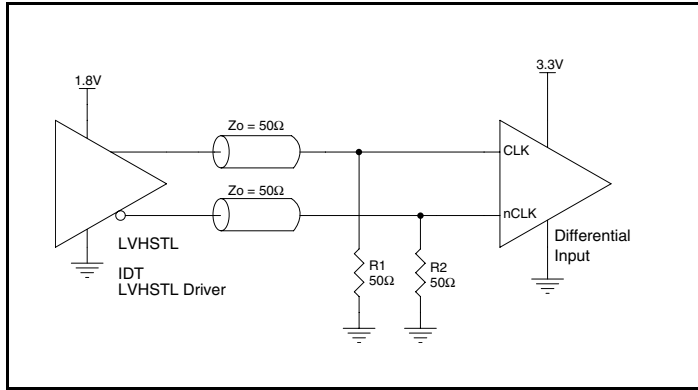 1.8V
3.3V
Zo = 50Ω
CLK
Zo = 50Ω
nCLK
LVHSTL
IDT
LVHSTL Driver
R1
50Ω
R2
50Ω
Differential
Input